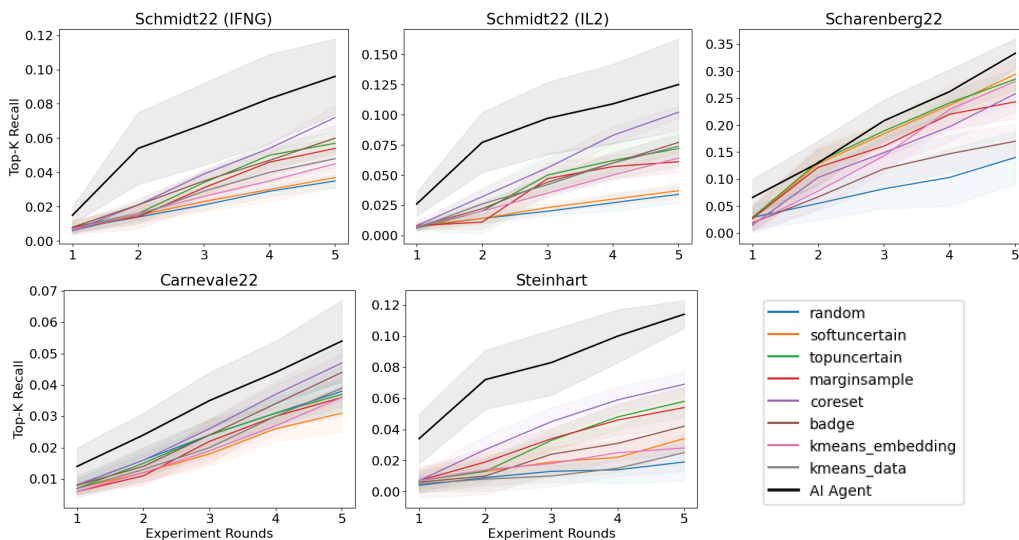 Schmidt22 (IFNG)
Schmidt22 (IL2)
Scharenberg22
Top-K Recall
0.12
0.10
0.08
0.06
0.04
0.02
0.00
1 2 3 4 5
0.150
0.125
0.100
0.075
0.050
0.025
0.000
1 2 3 4 5
0.35
0.30
0.25
0.20
0.15
0.10
0.05
0.00
1 2 3 4 5
Carnevale22
Steinhart
Top-K Recall
0.07
0.06
0.05
0.04
0.03
0.02
0.01
1 2 3 4 5
Experiment Rounds
0.12
0.10
0.08
0.06
0.04
0.02
0.00
1 2 3 4 5
Experiment Rounds
random
softuncertain
topuncertain
marginsample
coreset
badge
kmeans_embedding
kmeans_data
AI Agent